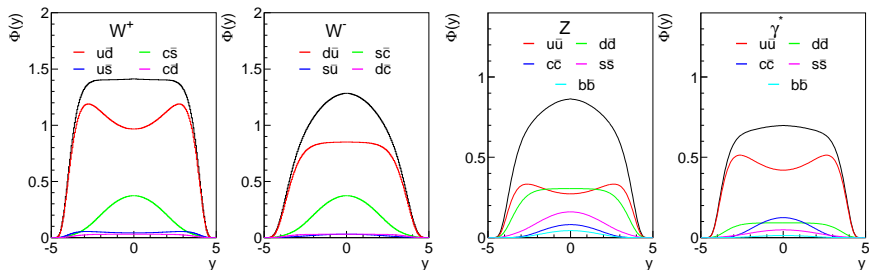 Φ(y)
2
1.5
1
0.5
0
-5
0
5
y
W⁺
ud̄
cs̄
us̄
cd̄
Φ(y)
2
1.5
1
0.5
0
-5
0
5
y
W⁻
dū
sc̄
sū
dc̄
Φ(y)
1
0.5
0
-5
0
5
y
Z
uū
dd̄
cc̄
ss̄
bb̄
Φ(y)
1
0.5
0
-5
0
5
y
γ*
uū
dd̄
cc̄
ss̄
bb̄